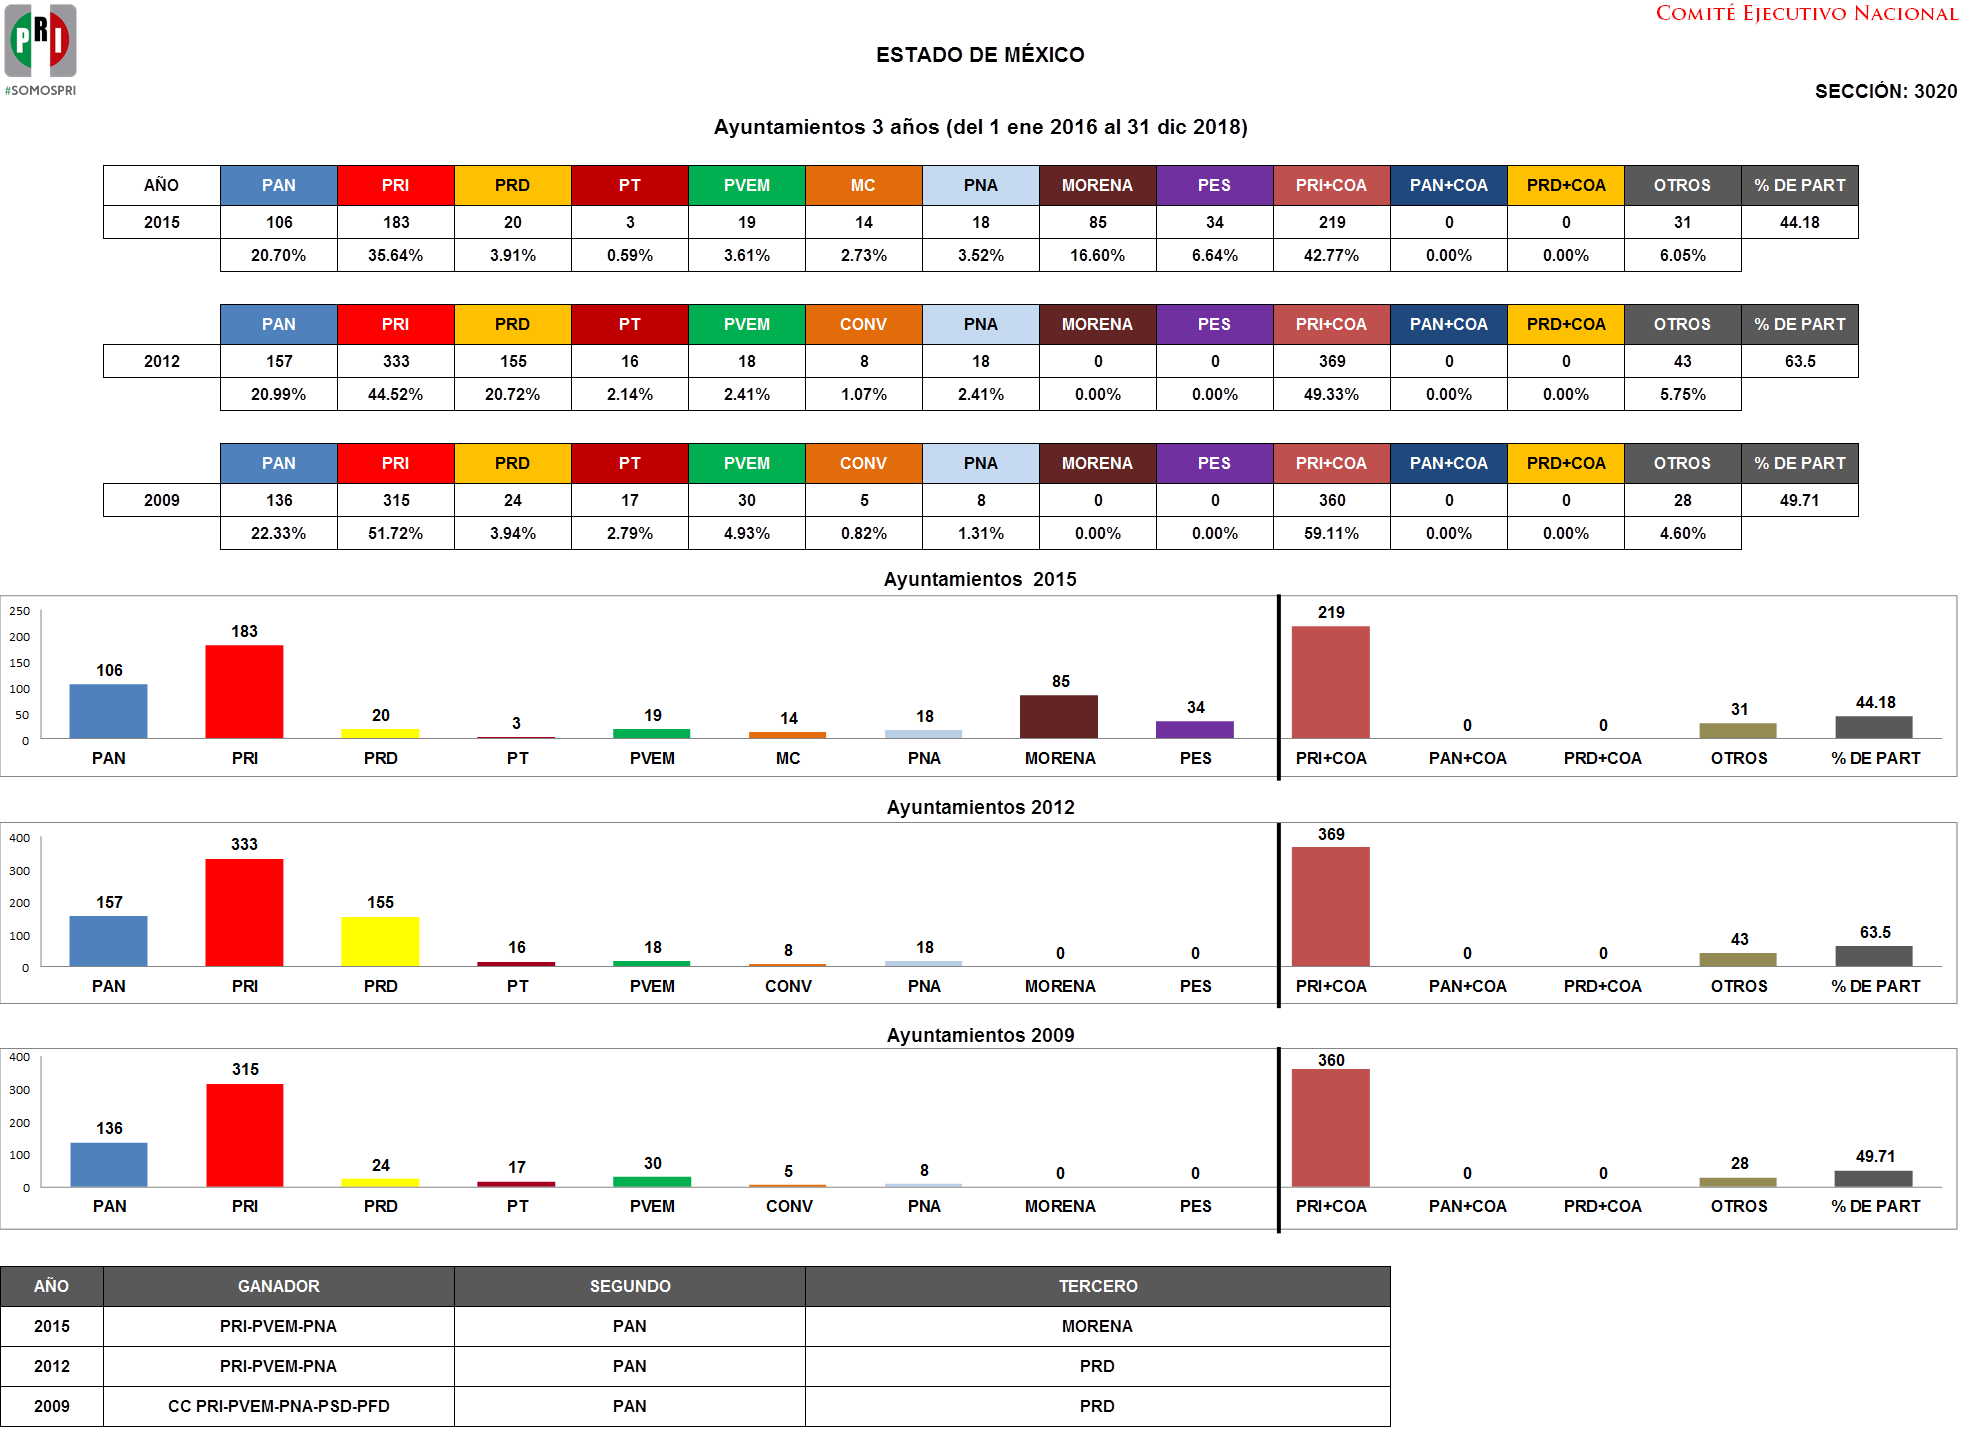 PRI
#SOMOSPRI
COMITÉ EJECUTIVO NACIONAL
ESTADO DE MÉXICO
SECCIÓN: 3020
Ayuntamientos 3 años (del 1 ene 2016 al 31 dic 2018)
AÑO PAN PRI PRD PT PVEM MC PNA MORENA PES PRI+COA PAN+COA PRD+COA OTROS % DE PART
2015 106 183 20 3 19 14 18 85 34 219 0 0 31 44.18
20.70% 35.64% 3.91% 0.59% 3.61% 2.73% 3.52% 16.60% 6.64% 42.77% 0.00% 0.00% 6.05%
PAN PRI PRD PT PVEM CONV PNA MORENA PES PRI+COA PAN+COA PRD+COA OTROS % DE PART
2012 157 333 155 16 18 8 18 0 0 369 0 0 43 63.5
20.99% 44.52% 20.72% 2.14% 2.41% 1.07% 2.41% 0.00% 0.00% 49.33% 0.00% 0.00% 5.75%
PAN PRI PRD PT PVEM CONV PNA MORENA PES PRI+COA PAN+COA PRD+COA OTROS % DE PART
2009 136 315 24 17 30 5 8 0 0 360 0 0 28 49.71
22.33% 51.72% 3.94% 2.79% 4.93% 0.82% 1.31% 0.00% 0.00% 59.11% 0.00% 0.00% 4.60%
Ayuntamientos 2015
250
200
150
100
50
0
106 183 20 3 19 14 18 85 34 219 0 0 31 44.18
PAN PRI PRD PT PVEM MC PNA MORENA PES PRI+COA PAN+COA PRD+COA OTROS % DE PART
Ayuntamientos 2012
400
300
200
100
0
157 333 155 16 18 8 18 0 0 369 0 0 43 63.5
PAN PRI PRD PT PVEM CONV PNA MORENA PES PRI+COA PAN+COA PRD+COA OTROS % DE PART
Ayuntamientos 2009
400
300
200
100
0
136 315 24 17 30 5 8 0 0 360 0 0 28 49.71
PAN PRI PRD PT PVEM CONV PNA MORENA PES PRI+COA PAN+COA PRD+COA OTROS % DE PART
AÑO GANADOR SEGUNDO TERCERO
2015 PRI-PVEM-PNA PAN MORENA
2012 PRI-PVEM-PNA PAN PRD
2009 CC PRI-PVEM-PNA-PSD-PFD PAN PRD